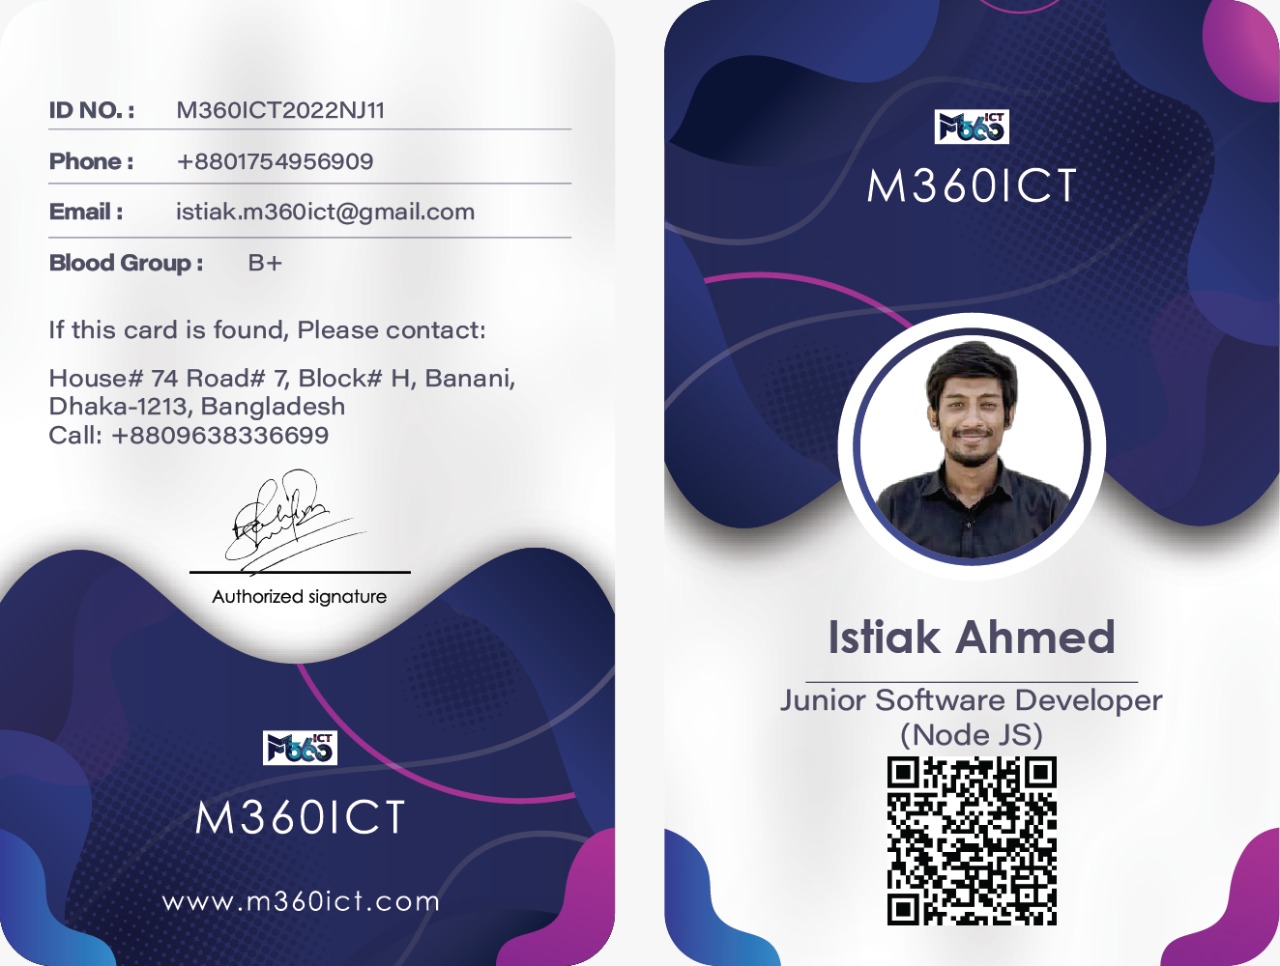 ID NO. : M360ICT2022NJ11
Phone : +8801754956909
Email : istiak.m360ict@gmail.com
Blood Group : B+
If this card is found, Please contact:
House# 74 Road# 7, Block# H, Banani,
Dhaka-1213, Bangladesh
Call: +8809638336699
Authorized signature
M360 ICT
M360ICT
www.m360ict.com
M360 ICT
M360ICT
Istiak Ahmed
Junior Software Developer
(Node JS)